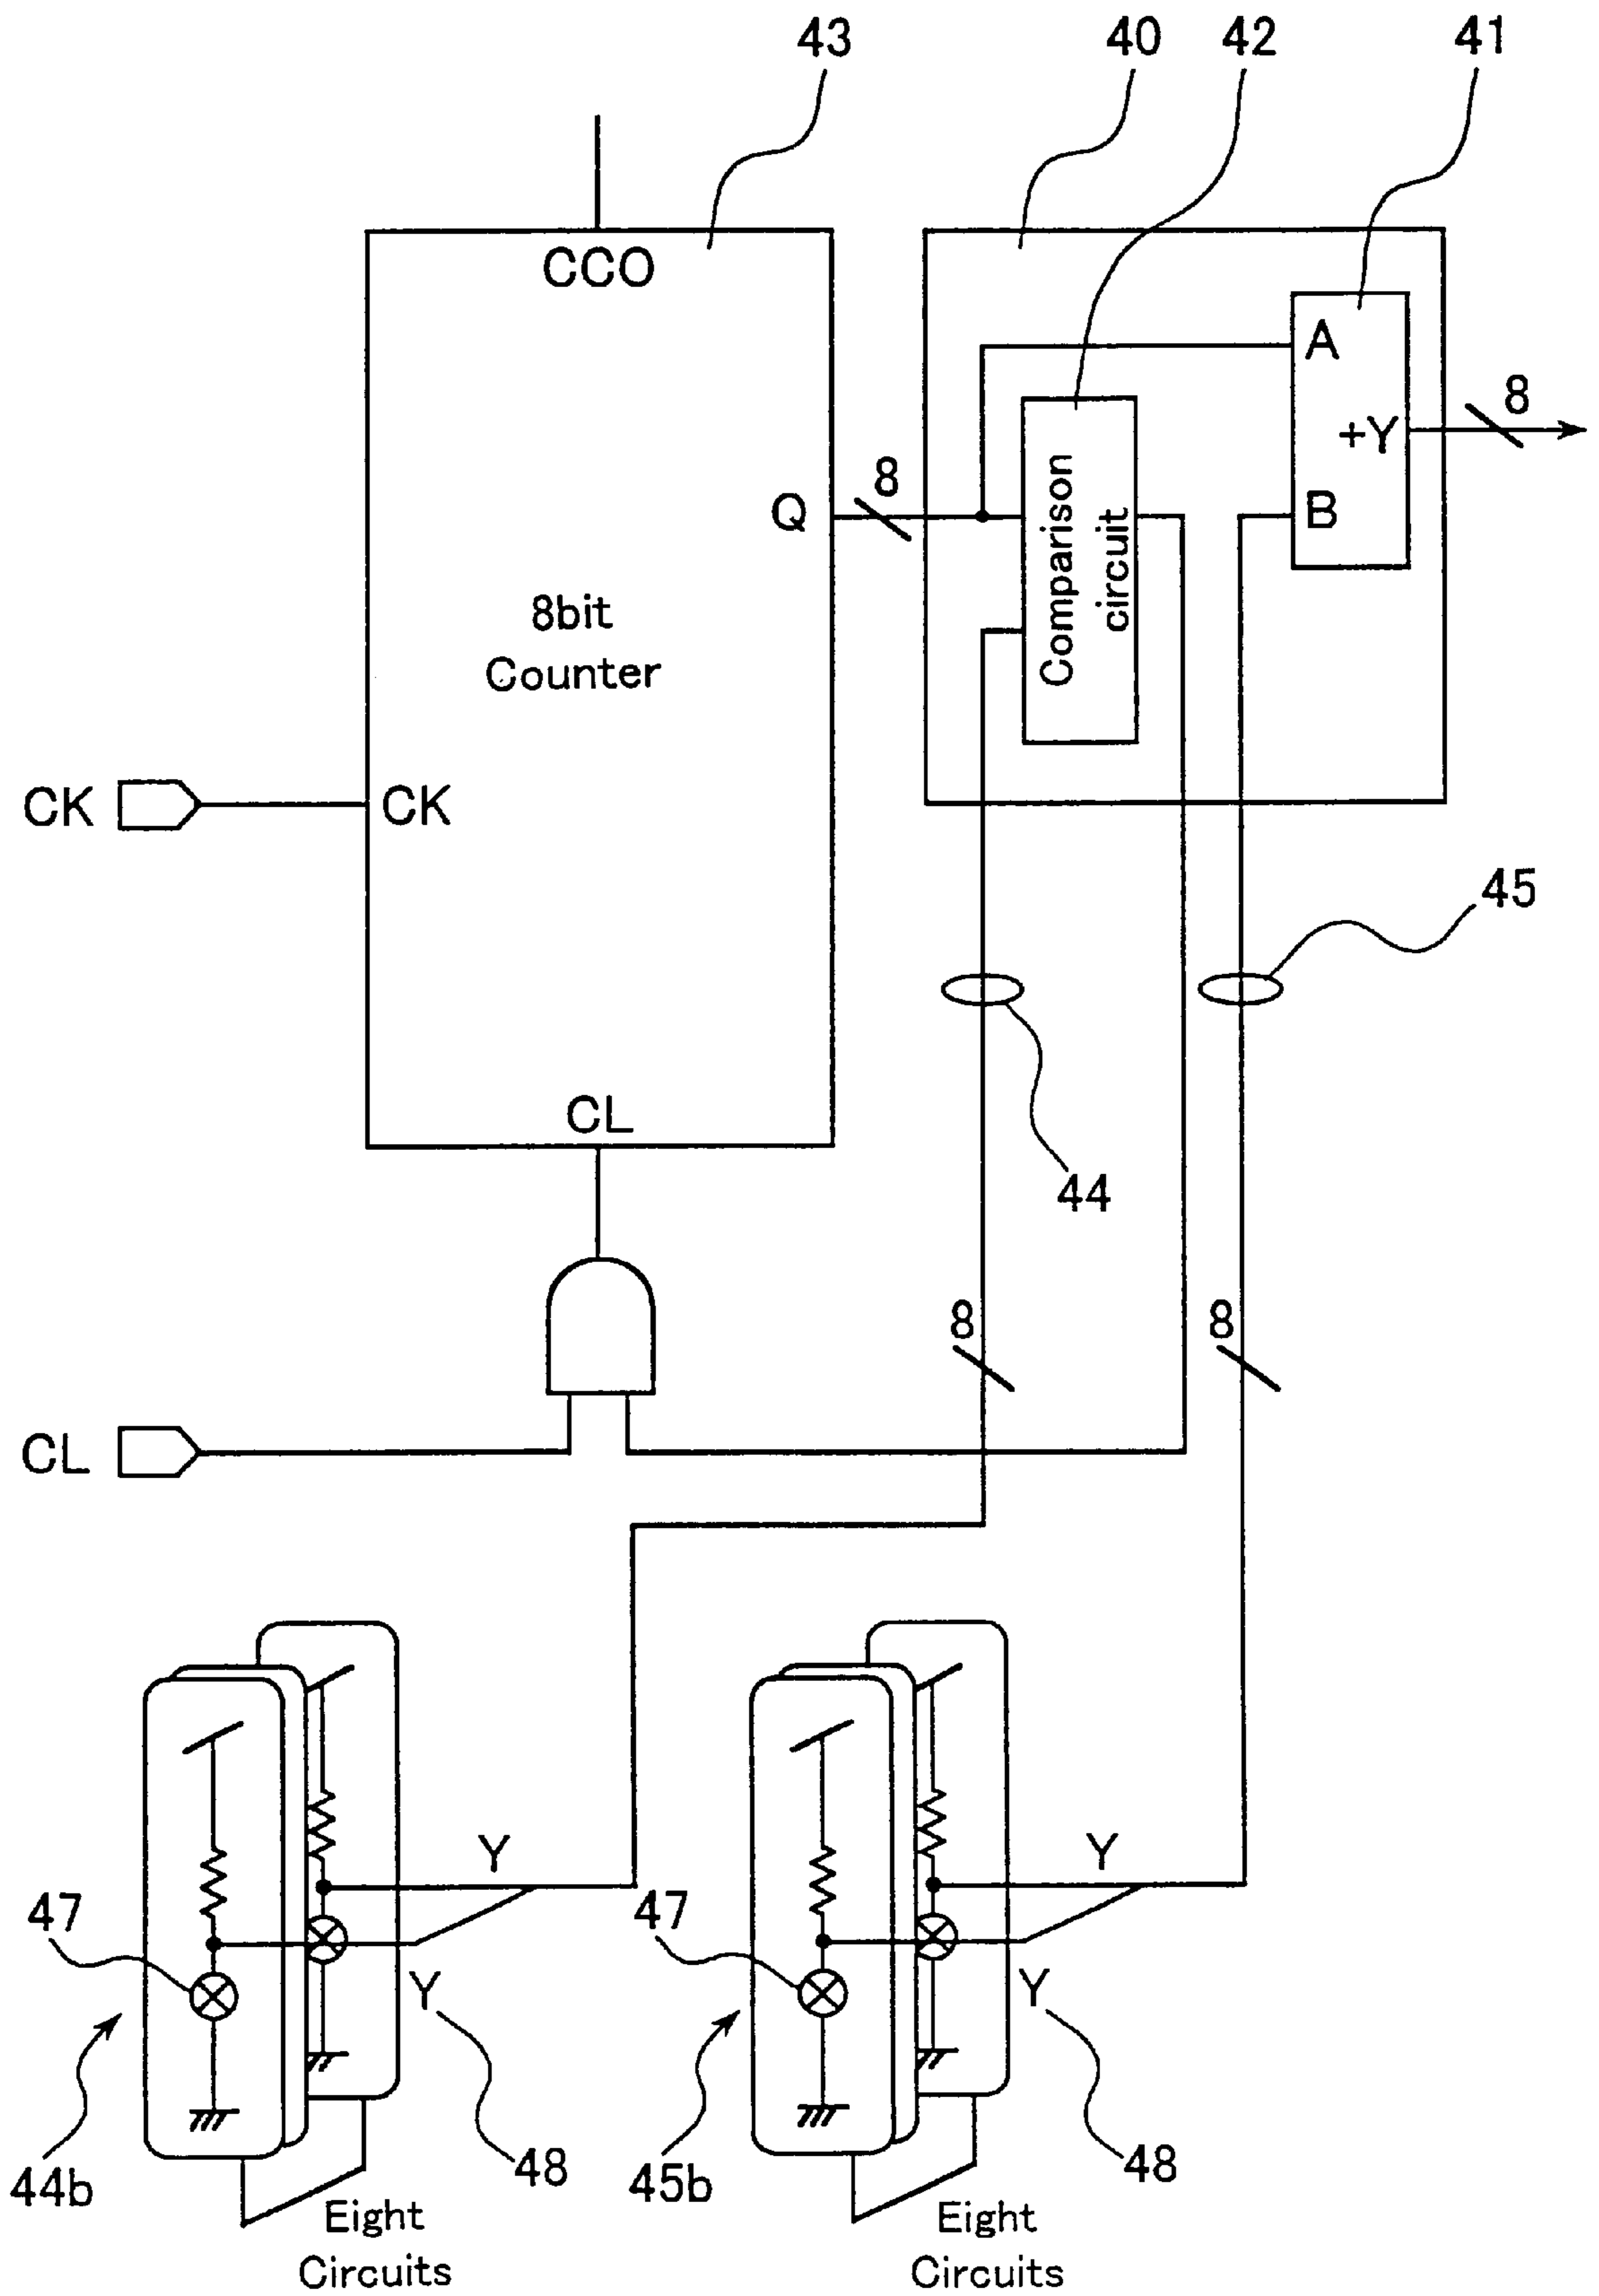 43
40
42
41
CCO
A
8
+Y
8
Q
B
Comparison
circuit
8bit
Counter
CK
CK
45
CL
44
8
8
CL
Y
Y
47
47
Y
Y
44b
48
45b
48
Eight
Circuits
Eight
Circuits